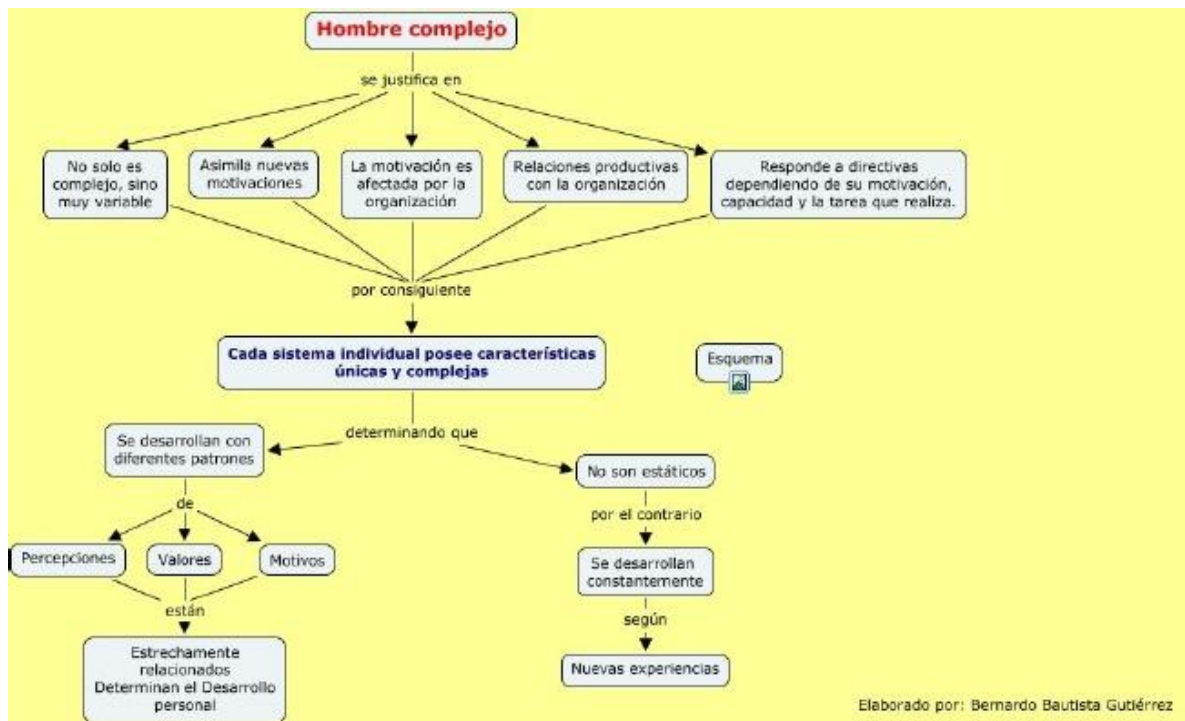 Hombre complejo
se justifica en
No solo es
complejo, sino
muy variable
Asimila nuevas
motivaciones
La motivación es
afectada por la
organización
Relaciones productivas
con la organización
Responde a directivas
dependiendo de su motivación,
capacidad y la tarea que realiza.
por consiguiente
Cada sistema individual posee características
únicas y complejas
Esquema
determinando que
Se desarrollan con
diferentes patrones
de
Percepciones
Valores
Motivos
están
Estrechamente
relacionados
Determinan el Desarrollo
personal
No son estáticos
por el contrario
Se desarrollan
constantemente
según
Nuevas experiencias
Elaborado por: Bernardo Bautista Gutiérrez